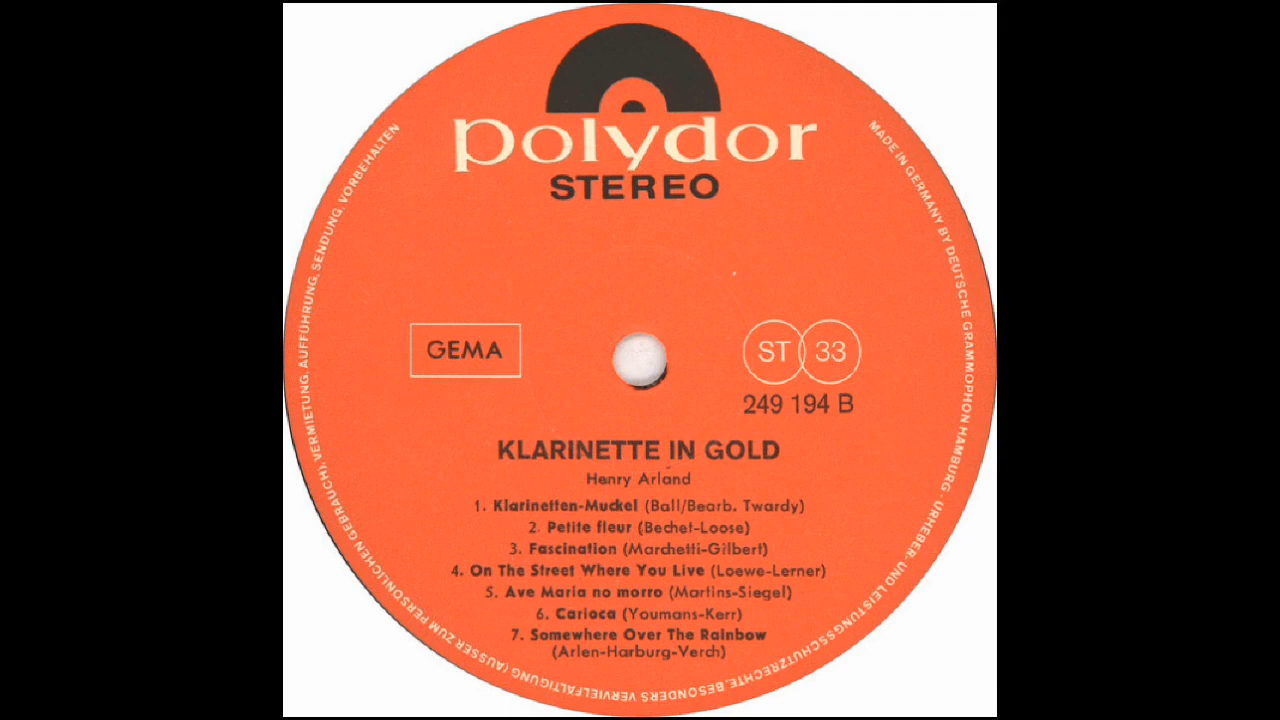 polydor
STEREO
GEMA
ST 33
249 194 B
KLARINETTE IN GOLD
Henry Arland
1. Klarinetten-Muckel (Ball/Bearb. Twardy)
2. Petite fleur (Bechet-Loose)
3. Fascination (Marchetti-Gilbert)
4. On The Street Where You Live (Loewe-Lerner)
5. Ave Maria no morro (Martins-Siegel)
6. Carioca (Youmans-Kerr)
7. Somewhere Over The Rainbow
(Arlen-Harburg-Verch)
MADE IN GERMANY BY DEUTSCHE GRAMMOPHON HAMBURG · URHEBER- UND LEISTUNGSSCHUTZRECHTE, BESONDERS VERVIELFÄLTIGUNG (AUSSER ZUM PERSÖNLICHEN GEBRAUCH), VERMIETUNG, AUFFÜHRUNG, SENDUNG, VORBEHALTEN